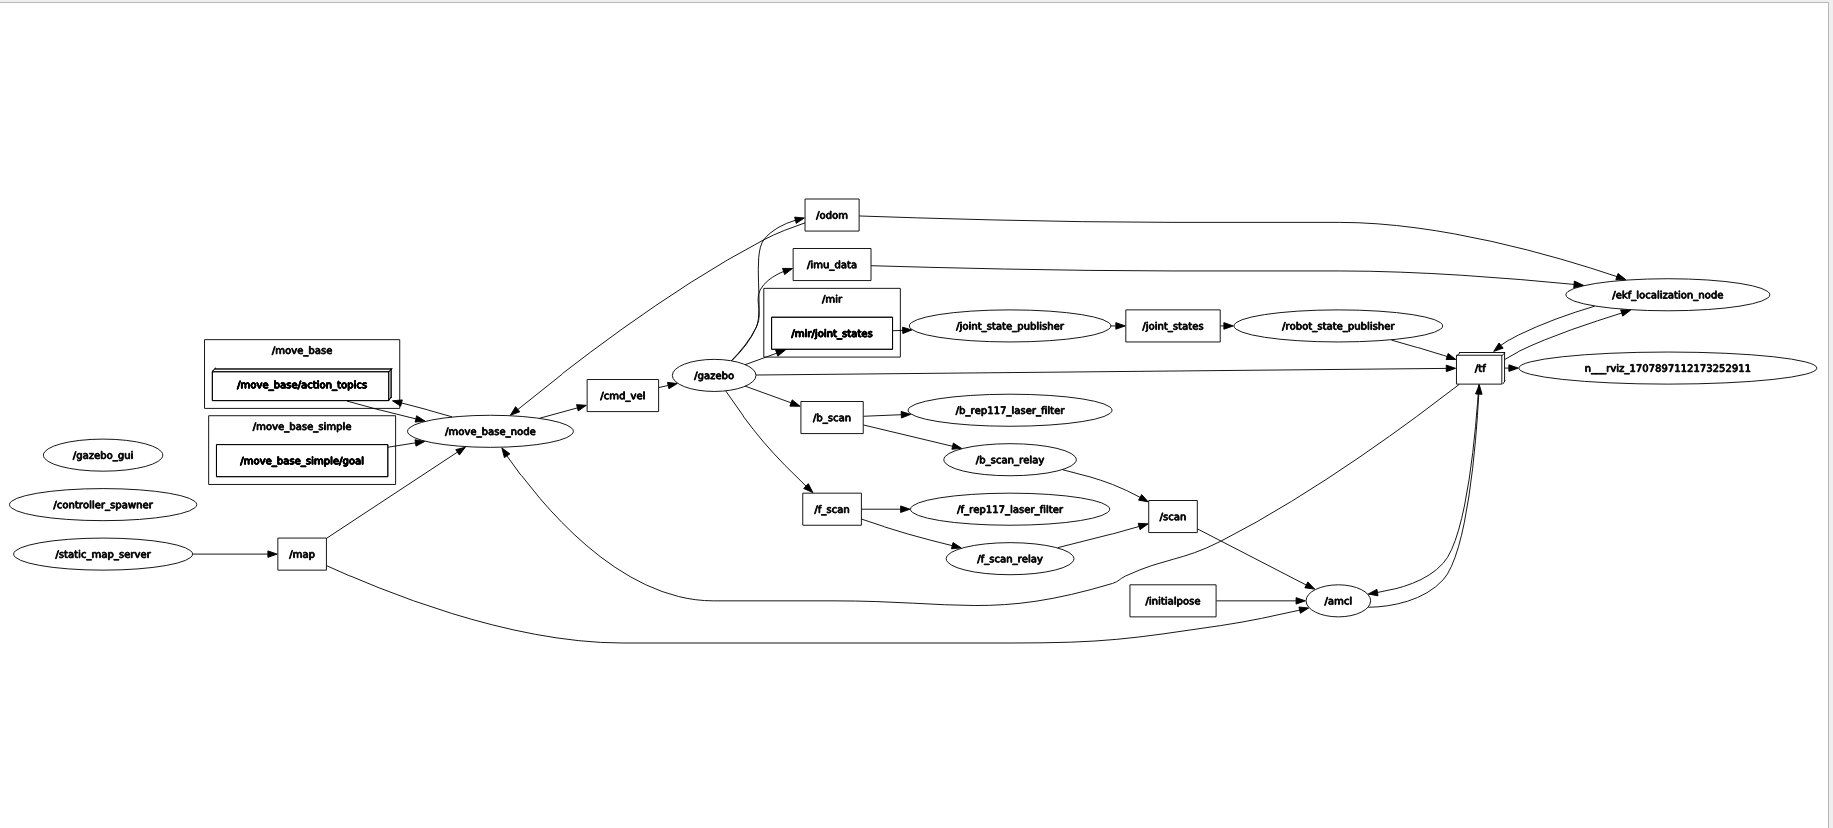 /odom
/imu_data
/ekf_localization_node
/mir
/mir/joint_states
/joint_state_publisher
/joint_states
/robot_state_publisher
/move_base
/move_base/action_topics
/gazebo
/tf
n___rviz_1707897112173252911
/cmd_vel
/b_scan
/b_rep117_laser_filter
/move_base_simple
/move_base_node
/move_base_simple/goal
/gazebo_gui
/b_scan_relay
/controller_spawner
/f_scan
/f_rep117_laser_filter
/scan
/static_map_server
/map
/f_scan_relay
/initialpose
/amcl